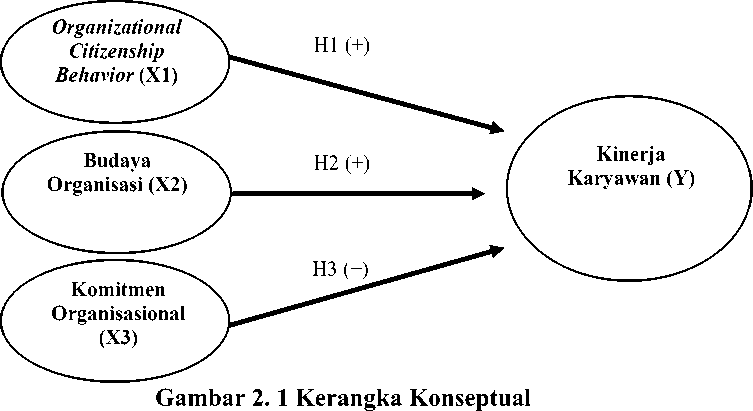 Organizational
Citizenship
Behavior (X1)
H1 (+)
Budaya
Organisasi (X2)
H2 (+)
Kinerja
Karyawan (Y)
H3 (−)
Komitmen
Organisasional
(X3)
Gambar 2. 1 Kerangka Konseptual